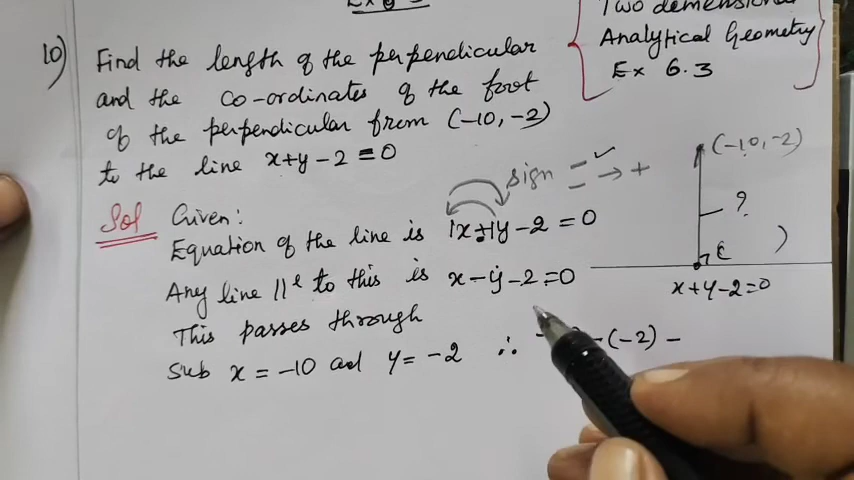 Two demensional
Analytical Geometry
Ex 6.3
10) Find the length of the perpendicular
and the co-ordinates of the foot
of the perpendicular from (-10, -2)
to the line x+y-2=0
sign = ✓
- → +
Sol Given:
Equation of the line is 1x+1y-2=0
Any line ||l to this is x-y-2=0
This passes through
Sub x = -10 ad y = -2 ∴ -(-2) -
(-10, -2)
?
x+y-2=0